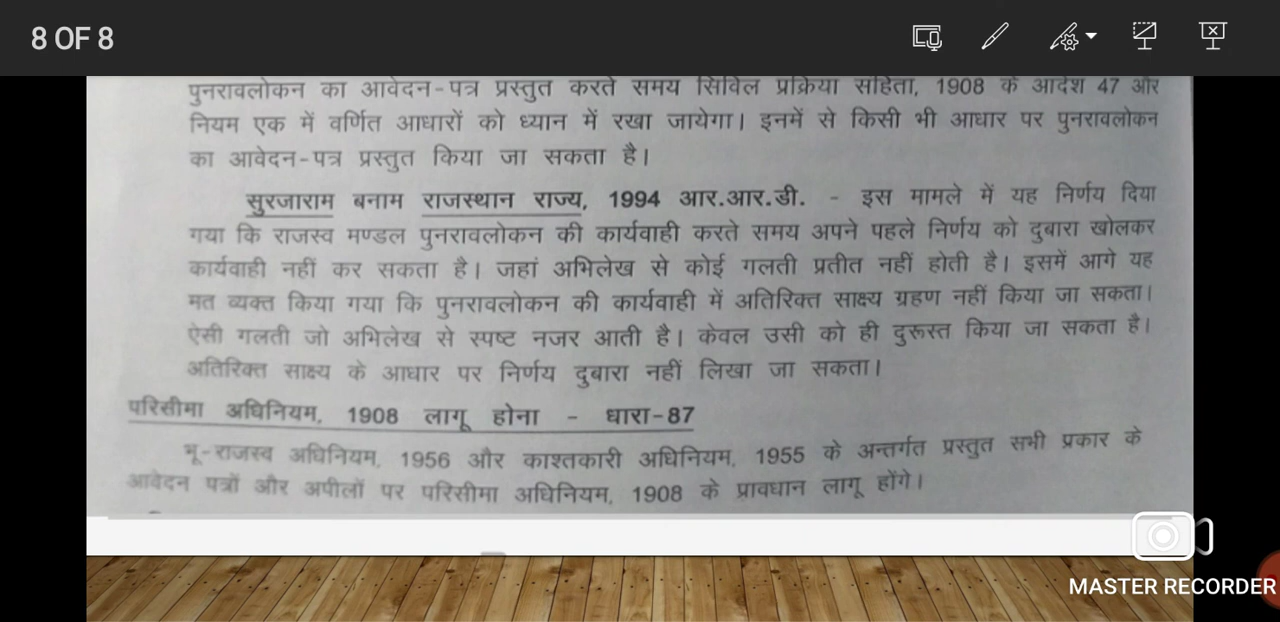 8 OF 8
पुनरावलोकन का आवेदन-पत्र प्रस्तुत करते समय सिविल प्रक्रिया संहिता, 1908 के आदेश 47 और
नियम एक में वर्णित आधारों को ध्यान में रखा जायेगा। इनमें से किसी भी आधार पर पुनरावलोकन
का आवेदन-पत्र प्रस्तुत किया जा सकता है।
सुरजाराम बनाम राजस्थान राज्य, 1994 आर.आर.डी. - इस मामले में यह निर्णय दिया
गया कि राजस्व मण्डल पुनरावलोकन की कार्यवाही करते समय अपने पहले निर्णय को दुबारा खोलकर
कार्यवाही नहीं कर सकता है। जहां अभिलेख से कोई गलती प्रतीत नहीं होती है। इसमें आगे यह
मत व्यक्त किया गया कि पुनरावलोकन की कार्यवाही में अतिरिक्त साक्ष्य ग्रहण नहीं किया जा सकता।
ऐसी गलती जो अभिलेख से स्पष्ट नजर आती है। केवल उसी को ही दुरूस्त किया जा सकता है।
अतिरिक्त साक्ष्य के आधार पर निर्णय दुबारा नहीं लिखा जा सकता।
परिसीमा अधिनियम, 1908 लागू होना - धारा-87
भू-राजस्व अधिनियम, 1956 और काश्तकारी अधिनियम, 1955 के अन्तर्गत प्रस्तुत सभी प्रकार के
आवेदन पत्रों और अपीलों पर परिसीमा अधिनियम, 1908 के प्रावधान लागू होंगे।
MASTER RECORDER